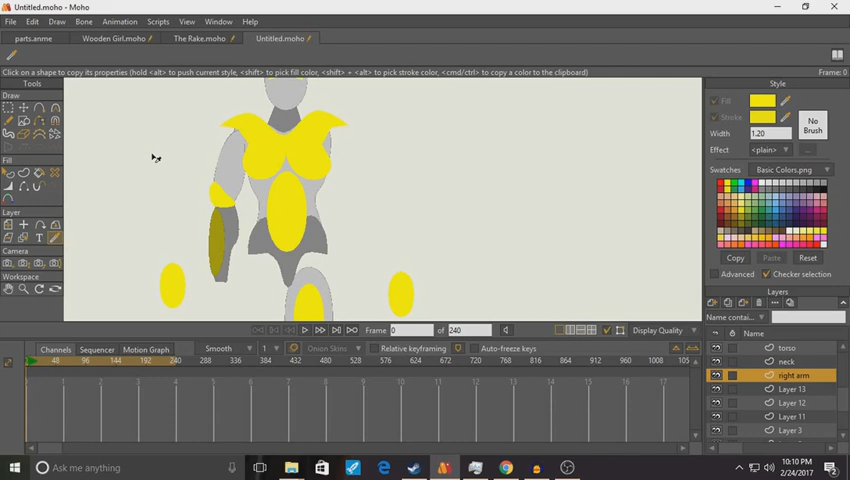 Untitled.moho - Moho
File Edit Draw Bone Animation Scripts View Window Help
parts.anme Wooden Girl.moho The Rake.moho Untitled.moho
Click on a shape to copy its properties (hold <alt> to push current style, <shift> to pick fill color, <shift> + <alt> to pick stroke color, <cmd/ctrl> to copy a color to the clipboard) Frame: 0
Tools
Draw
Fill
Layer
Camera
Workspace
Style
Fill
Stroke
No Brush
Width 1.20
Effect <plain> ...
Swatches Basic Colors.png
Copy Paste Reset
Advanced Checker selection
Layers
Name contai...
Name
torso
neck
right arm
Layer 13
Layer 12
Layer 11
Layer 3
Frame 0 of 240 Display Quality
Channels Sequencer Motion Graph Smooth 1 Onion Skins Relative keyframing Auto-freeze keys
48 96 144 192 240 288 336 384 432 480 528 576 624 672 720 768 816 864 912 960 1008 105
0 1 2 3 4 5 6 7 8 9 10 11 12 13 14 15 16 17
Ask me anything
10:10 PM
2/24/2017